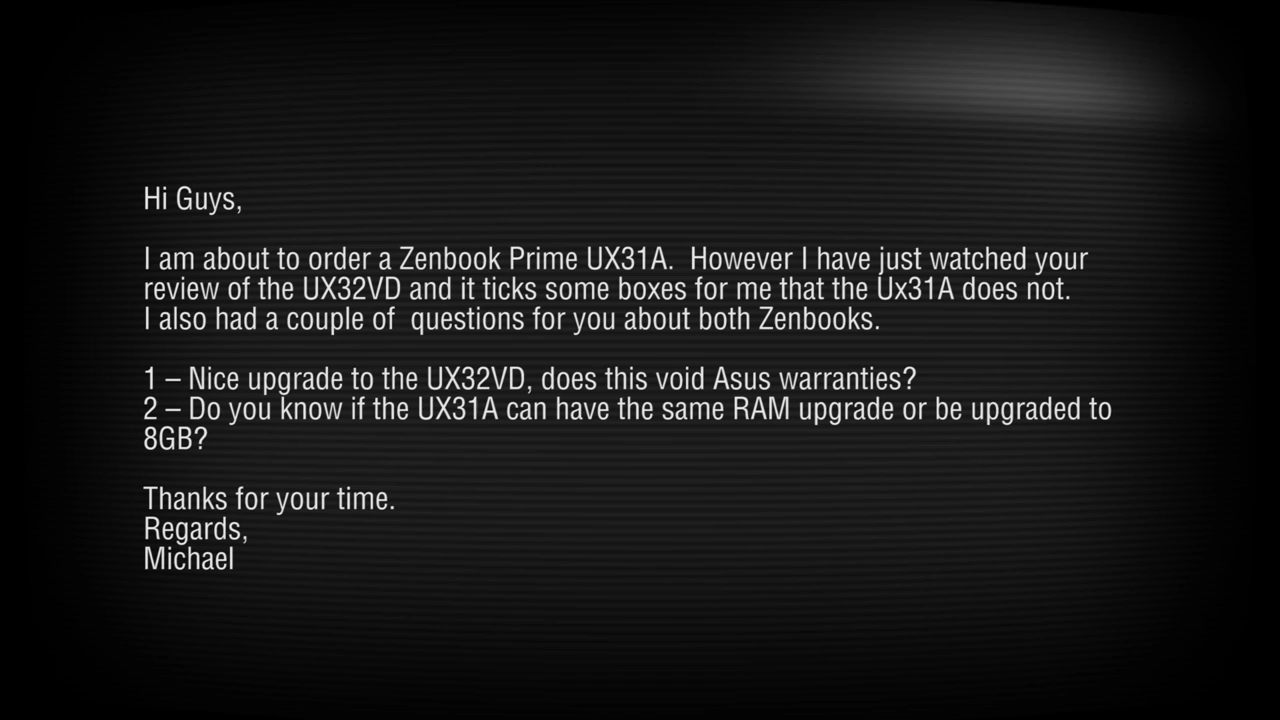 Hi Guys,
I am about to order a Zenbook Prime UX31A.  However I have just watched your
review of the UX32VD and it ticks some boxes for me that the Ux31A does not.
I also had a couple of  questions for you about both Zenbooks.
1 – Nice upgrade to the UX32VD, does this void Asus warranties?
2 – Do you know if the UX31A can have the same RAM upgrade or be upgraded to
8GB?
Thanks for your time.
Regards,
Michael